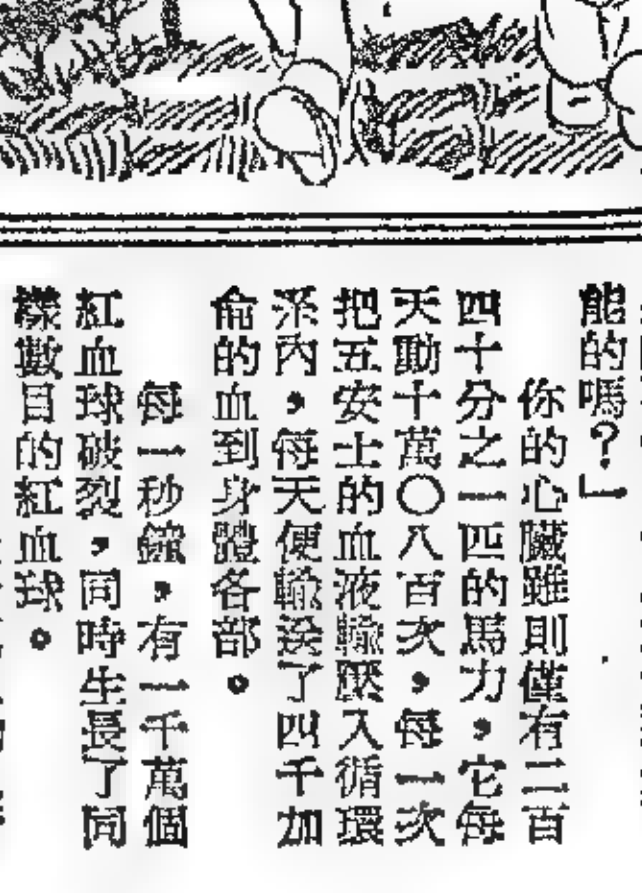 能的嗎？」
你的心臟雖則僅有二百
四十分之一匹的馬力，它每
天動十萬〇八百次，每一次
把五安士的血液輸壓入循環
系內，每天便輸送了四千加
侖的血到身體各部。
每一秒鐘，有一千萬個
紅血球破裂，同時生長了同
樣數目的紅血球。